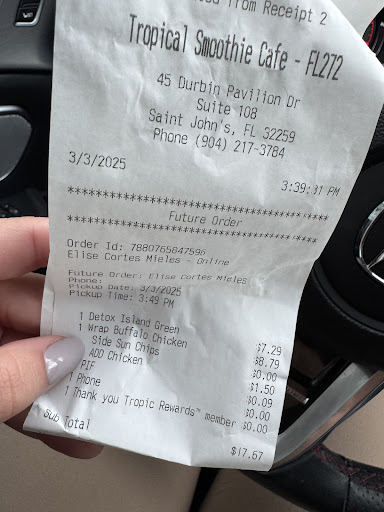 from Receipt 2
Tropical Smoothie Cafe - FL272
45 Durbin Pavilion Dr
Suite 108
Saint John's, FL 32259
Phone (904) 217-3784
3/3/2025
3:39:31 PM
****************************************
Future Order
****************************************
Order Id: 7880765847596
Elise Cortes Mieles - Online
Future Order: Elise Cortes Mieles
Phone:
Pickup Date: 3/3/2025
Pickup Time: 3:49 PM
1 Detox Island Green $7.29
1 Wrap Buffalo Chicken $8.79
Side Sun Chips $0.00
ADD Chicken $1.50
PIF $0.09
1 Phone $0.00
1 Thank you Tropic Rewards™ member $0.00
Sub Total $17.67